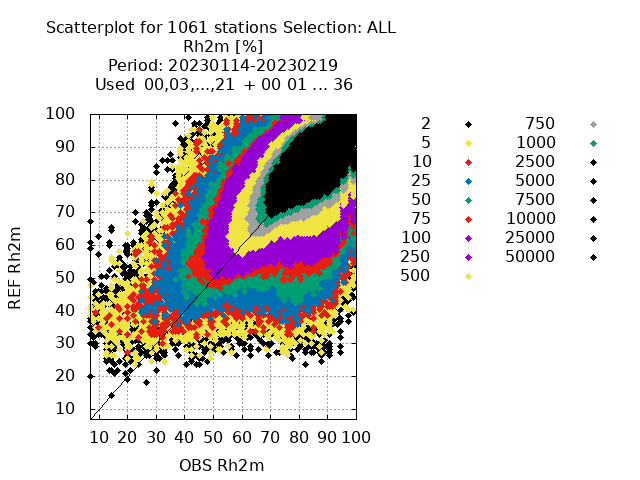 Scatterplot for 1061 stations Selection: ALL
Rh2m [%]
Period: 20230114-20230219
Used 00,03,...,21 + 00 01 ... 36
100
90
80
70
60
50
40
30
20
10
REF Rh2m
10 20 30 40 50 60 70 80 90 100
OBS Rh2m
2 750
5 1000
10 2500
25 5000
50 7500
75 10000
100 25000
250 50000
500